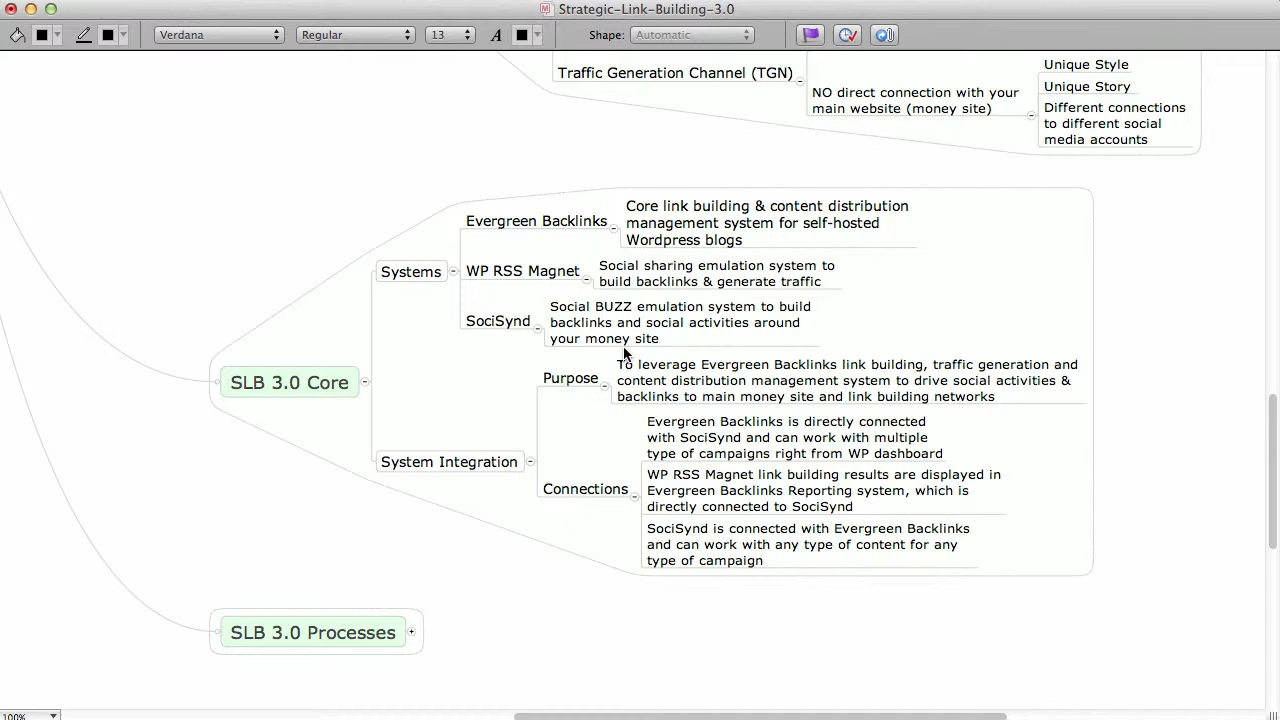 Strategic-Link-Building-3.0
Verdana
Regular
13
A
Shape:
Automatic
Traffic Generation Channel (TGN)
NO direct connection with your
main website (money site)
Unique Style
Unique Story
Different connections
to different social
media accounts
SLB 3.0 Core
Systems
Evergreen Backlinks
Core link building & content distribution
management system for self-hosted
Wordpress blogs
WP RSS Magnet
Social sharing emulation system to
build backlinks & generate traffic
SociSynd
Social BUZZ emulation system to build
backlinks and social activities around
your money site
System Integration
Purpose
To leverage Evergreen Backlinks link building, traffic generation and
content distribution management system to drive social activities &
backlinks to main money site and link building networks
Connections
Evergreen Backlinks is directly connected
with SociSynd and can work with multiple
type of campaigns right from WP dashboard
WP RSS Magnet link building results are displayed in
Evergreen Backlinks Reporting system, which is
directly connected to SociSynd
SociSynd is connected with Evergreen Backlinks
and can work with any type of content for any
type of campaign
SLB 3.0 Processes
100%